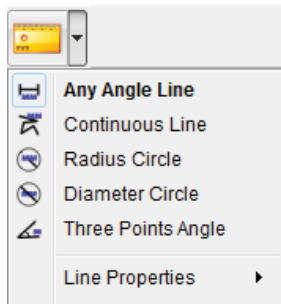 Any Angle Line
Continuous Line
Radius Circle
Diameter Circle
Three Points Angle
Line Properties